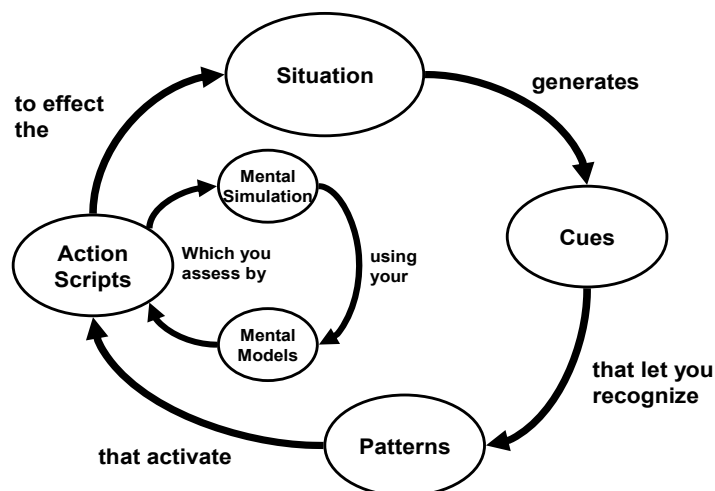 Situation
generates
Cues
that let you
recognize
Patterns
that activate
Action
Scripts
to effect
the
Which you
assess by
Mental
Simulation
using
your
Mental
Models